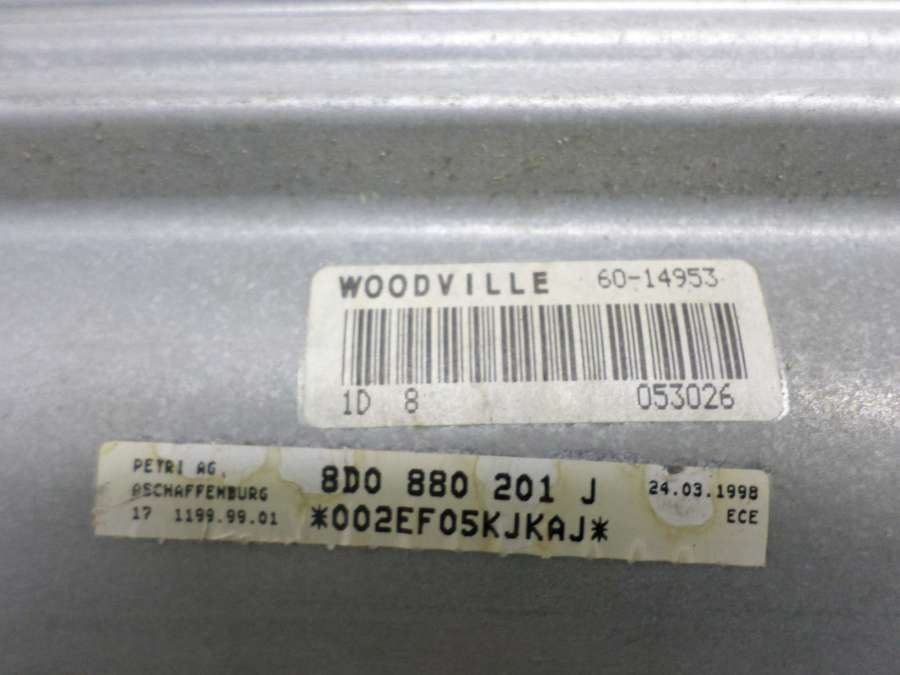 WOODVILLE 60-14953
1D 8 053026
PETRI AG. 8D0 880 201 J 24.03.1998
ASCHAFFENBURG *002EF05KJKAJ* ECE
17 1199.99.01